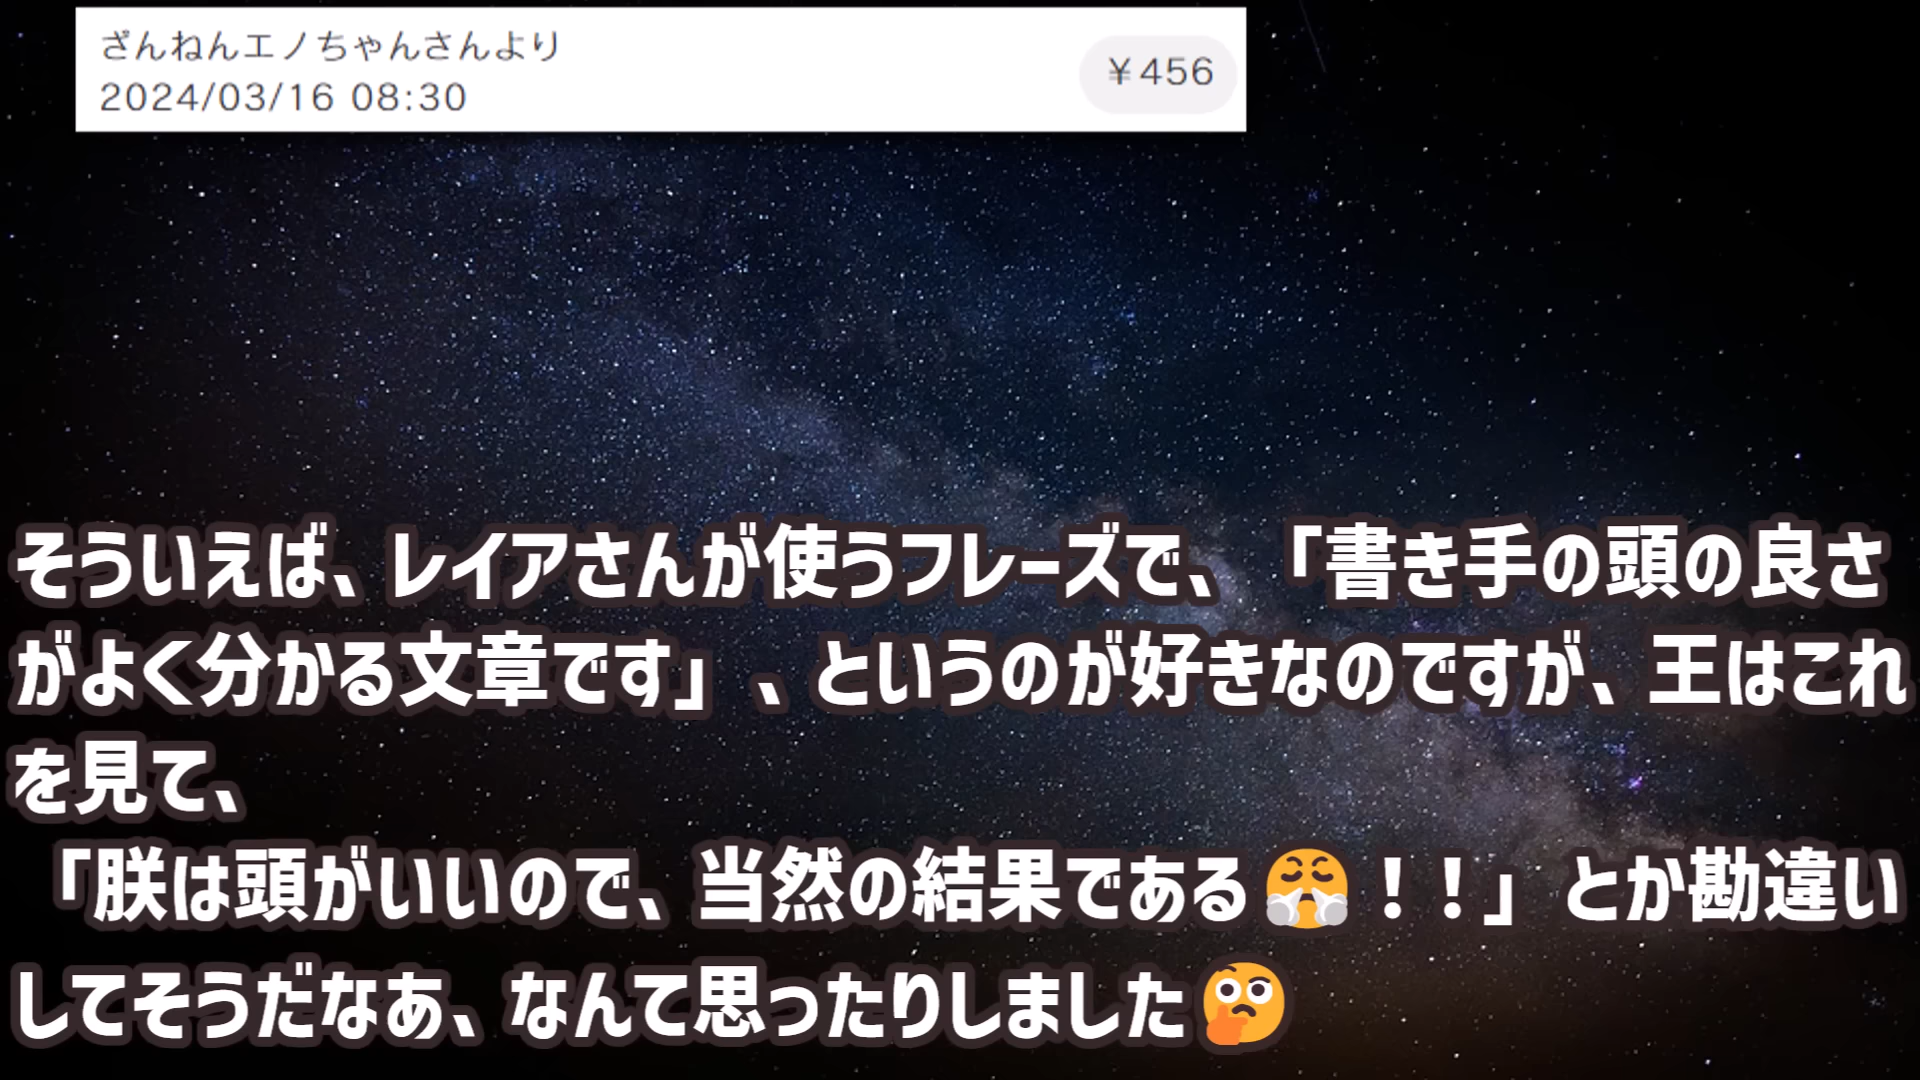 ざんねんエノちゃんさんより
2024/03/16 08:30
￥456
そういえば、レイアさんが使うフレーズで、「書き手の頭の良さ
がよく分かる文章です」、というのが好きなのですが、王はこれ
を見て、
「朕は頭がいいので、当然の結果である😤！！」とか勘違い
してそうだなあ、なんて思ったりしました🤔